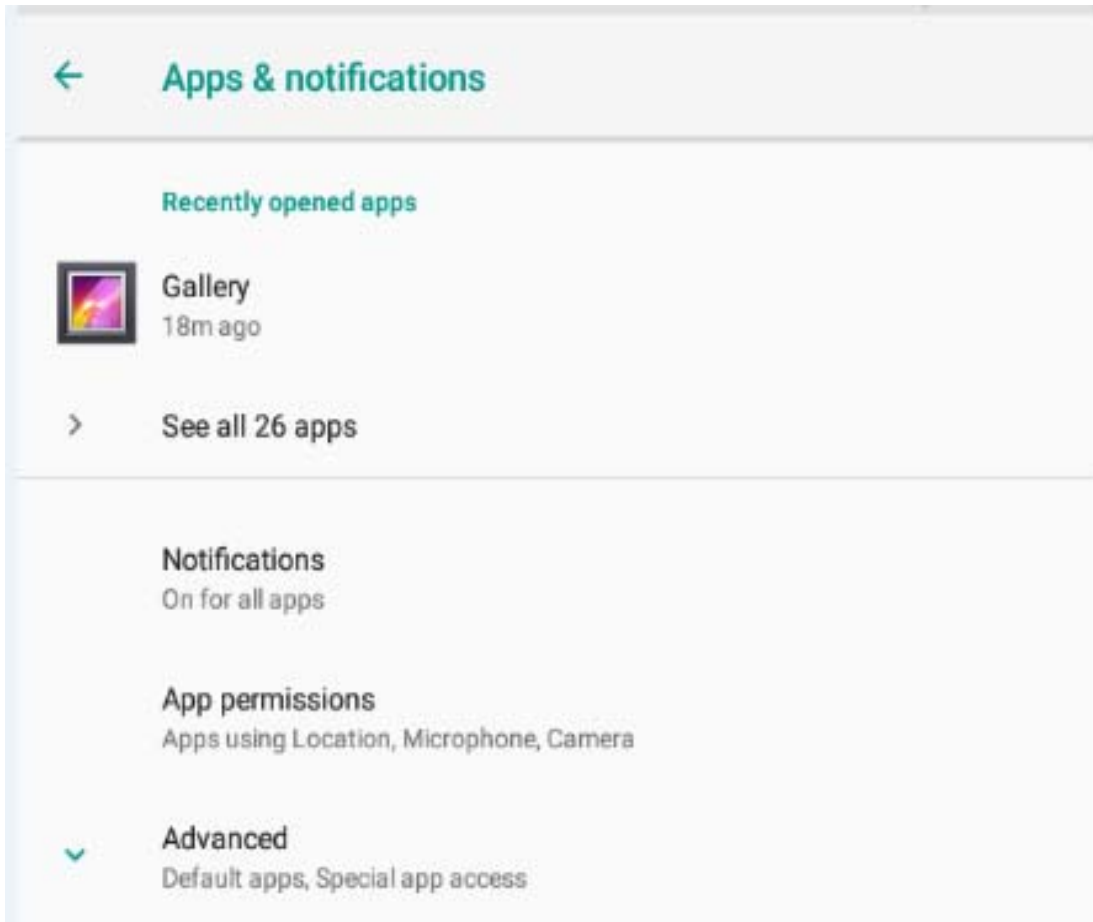 Apps & notifications
Recently opened apps
Gallery
18m ago
See all 26 apps
Notifications
On for all apps
App permissions
Apps using Location, Microphone, Camera
Advanced
Default apps, Special app access